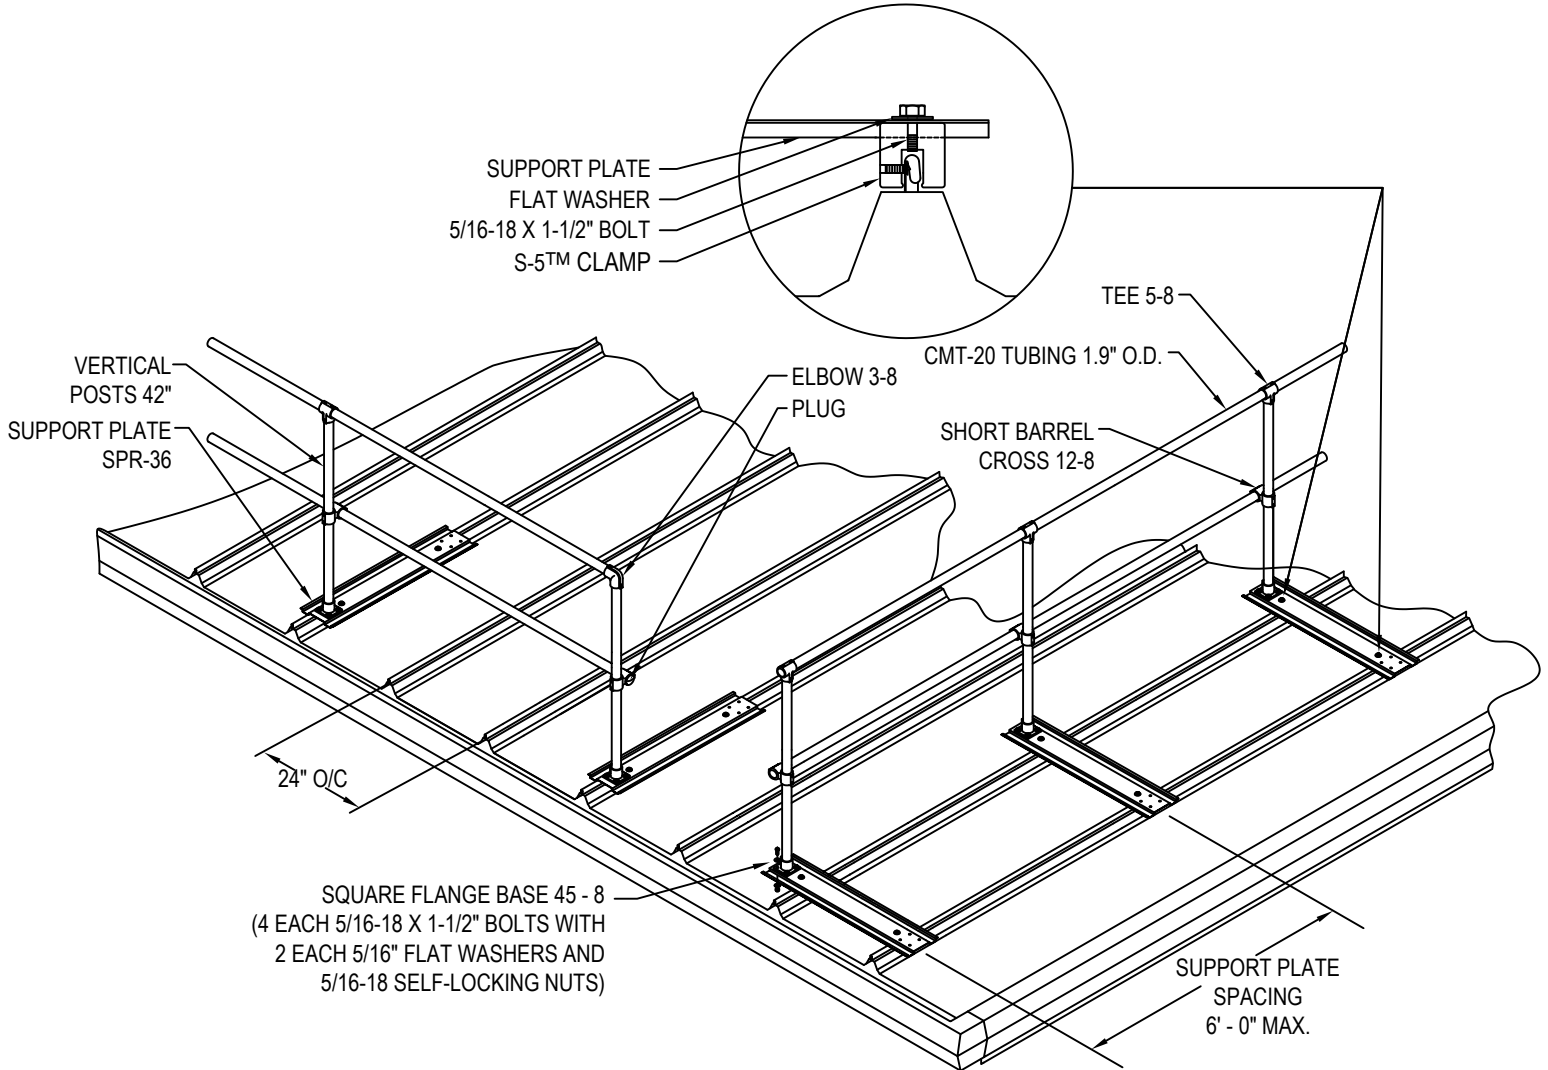 SUPPORT PLATE
FLAT WASHER
5/16-18 X 1-1/2" BOLT
S-5™ CLAMP
TEE 5-8
CMT-20 TUBING 1.9" O.D.
VERTICAL
POSTS 42"
ELBOW 3-8
PLUG
SUPPORT PLATE
SPR-36
SHORT BARREL
CROSS 12-8
24" O/C
SQUARE FLANGE BASE 45 - 8
(4 EACH 5/16-18 X 1-1/2" BOLTS WITH
2 EACH 5/16" FLAT WASHERS AND
5/16-18 SELF-LOCKING NUTS)
SUPPORT PLATE
SPACING
6' - 0" MAX.